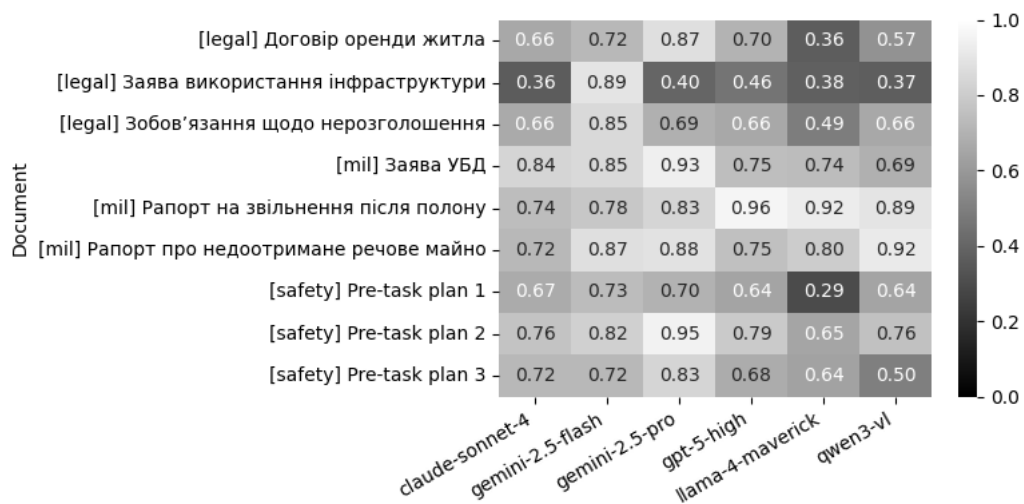 [legal] Договір оренди житла 0.66 0.72 0.87 0.70 0.36 0.57
[legal] Заява використання інфраструктури 0.36 0.89 0.40 0.46 0.38 0.37
[legal] Зобов’язання щодо нерозголошення 0.66 0.85 0.69 0.66 0.49 0.66
[mil] Заява УБД 0.84 0.85 0.93 0.75 0.74 0.69
[mil] Рапорт на звільнення після полону 0.74 0.78 0.83 0.96 0.92 0.89
[mil] Рапорт про недоотримане речове майно 0.72 0.87 0.88 0.75 0.80 0.92
[safety] Pre-task plan 1 0.67 0.73 0.70 0.64 0.29 0.64
[safety] Pre-task plan 2 0.76 0.82 0.95 0.79 0.65 0.76
[safety] Pre-task plan 3 0.72 0.72 0.83 0.68 0.64 0.50
Document
claude-sonnet-4
gemini-2.5-flash
gemini-2.5-pro
gpt-5-high
llama-4-maverick
qwen3-vl
1.0
0.8
0.6
0.4
0.2
0.0